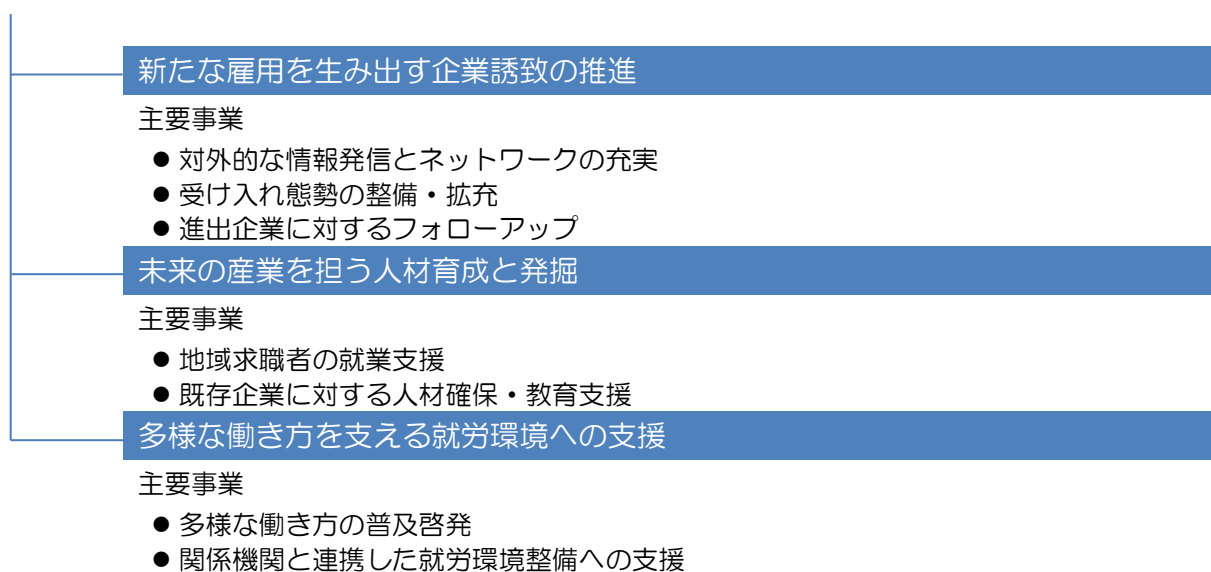 新たな雇用を生み出す企業誘致の推進
主要事業
● 対外的な情報発信とネットワークの充実
● 受け入れ態勢の整備・拡充
● 進出企業に対するフォローアップ
未来の産業を担う人材育成と発掘
主要事業
● 地域求職者の就業支援
● 既存企業に対する人材確保・教育支援
多様な働き方を支える就労環境への支援
主要事業
● 多様な働き方の普及啓発
● 関係機関と連携した就労環境整備への支援